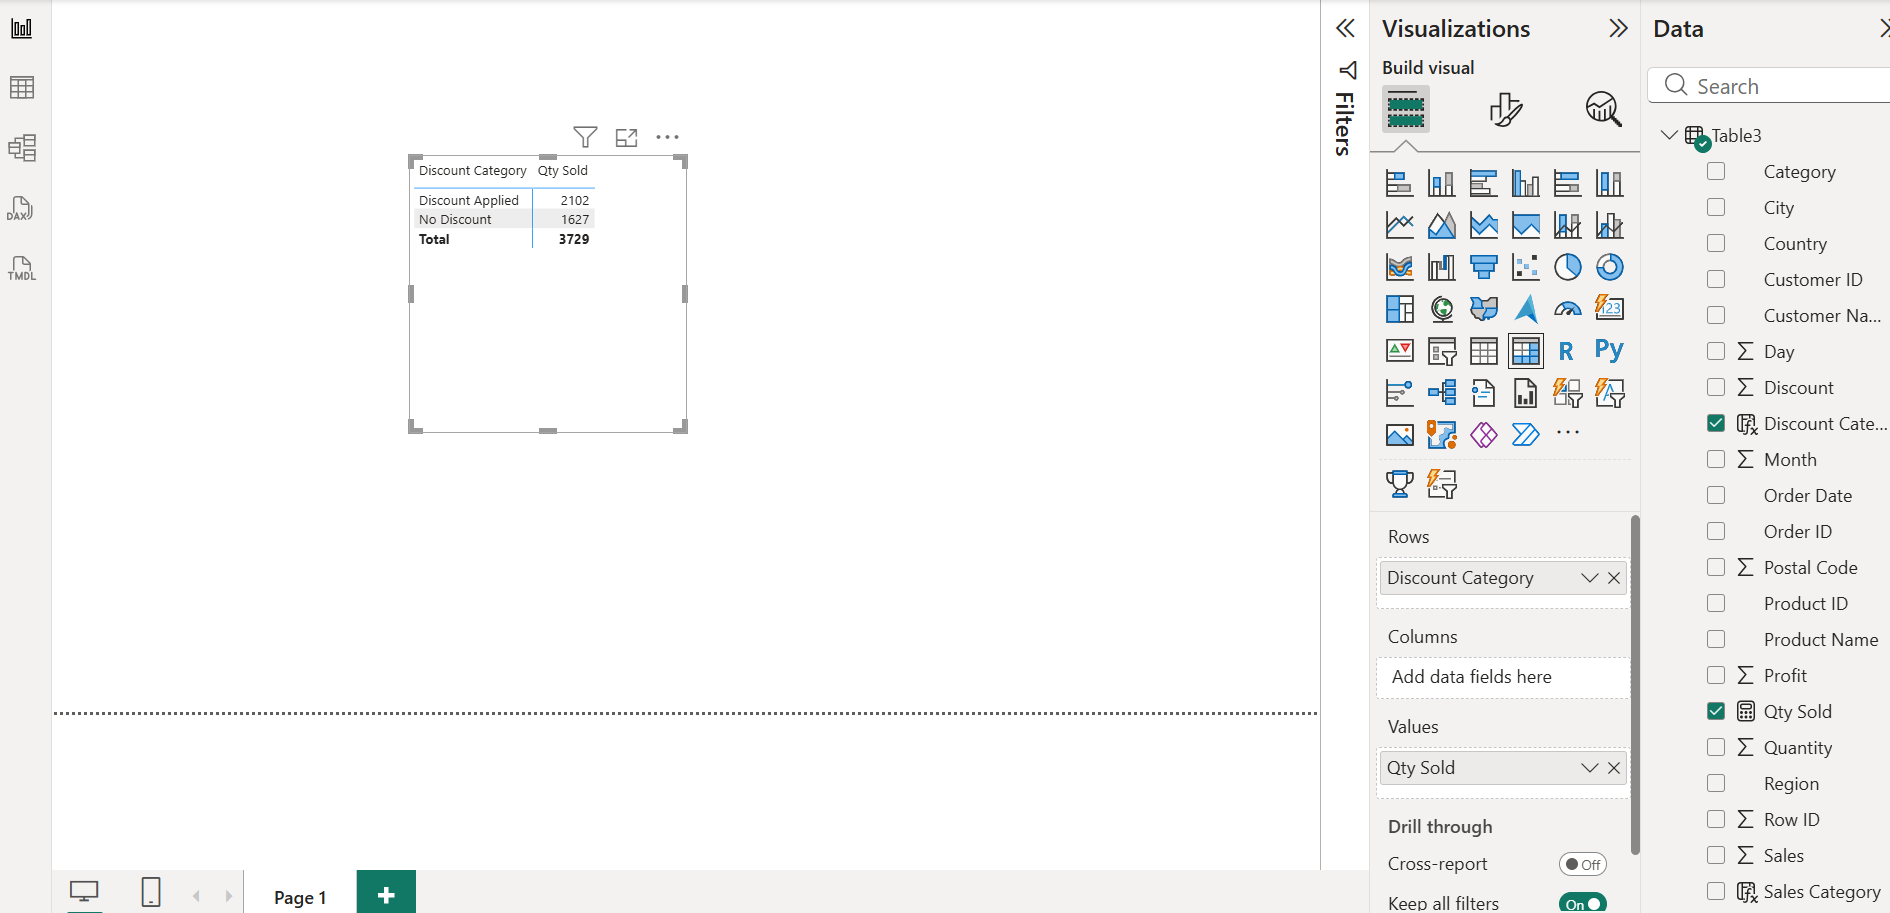 DAX
TMDL
Discount Category Qty Sold
Discount Applied 2102
No Discount 1627
Total 3729
Page 1
Filters
Visualizations
Build visual
123
R Py
Rows
Discount Category
Columns
Add data fields here
Values
Qty Sold
Drill through
Cross-report Off
Keep all filters On
Data
Search
Table3
Category
City
Country
Customer ID
Customer Na...
Day
Discount
Discount Cate...
Month
Order Date
Order ID
Postal Code
Product ID
Product Name
Profit
Qty Sold
Quantity
Region
Row ID
Sales
Sales Category